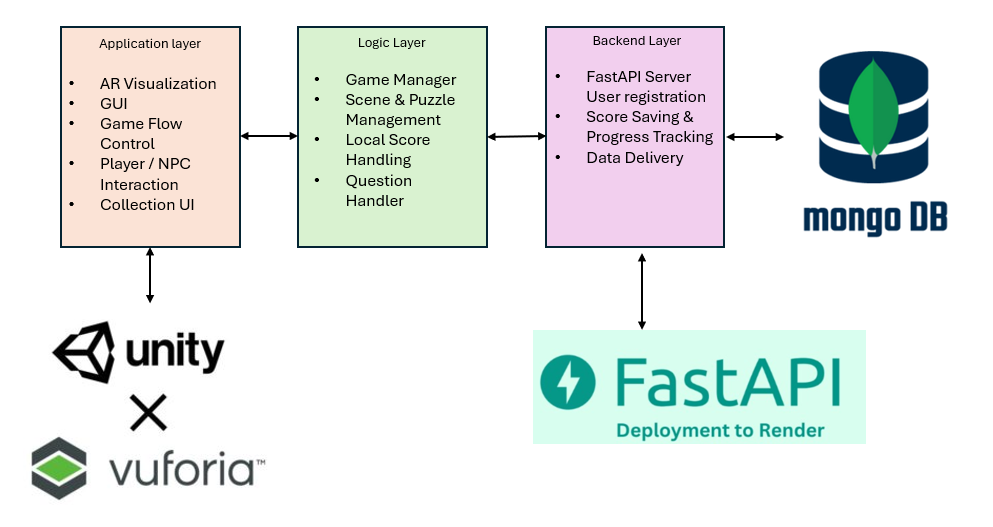 Application layer
• AR Visualization
• GUI
• Game Flow
Control
• Player / NPC
Interaction
• Collection UI
Logic Layer
• Game Manager
• Scene & Puzzle
Management
• Local Score
Handling
• Question
Handler
Backend Layer
• FastAPI Server
User registration
• Score Saving &
Progress Tracking
• Data Delivery
mongo DB
unity
vuforia™
FastAPI
Deployment to Render